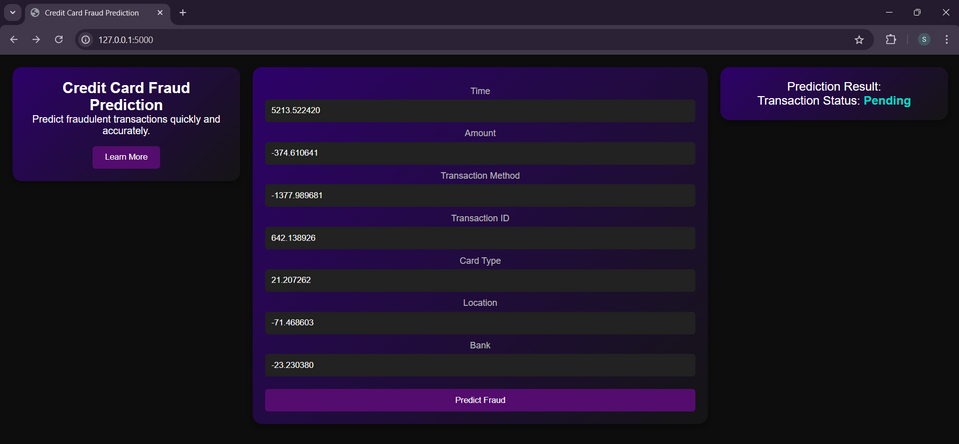 Credit Card Fraud Prediction
127.0.0.1:5000
S
Credit Card Fraud
Prediction
Predict fraudulent transactions quickly and
accurately.
Learn More
Time
5213.522420
Amount
-374.610641
Transaction Method
-1377.989681
Transaction ID
642.138926
Card Type
21.207262
Location
-71.468603
Bank
-23.230380
Predict Fraud
Prediction Result:
Transaction Status: Pending